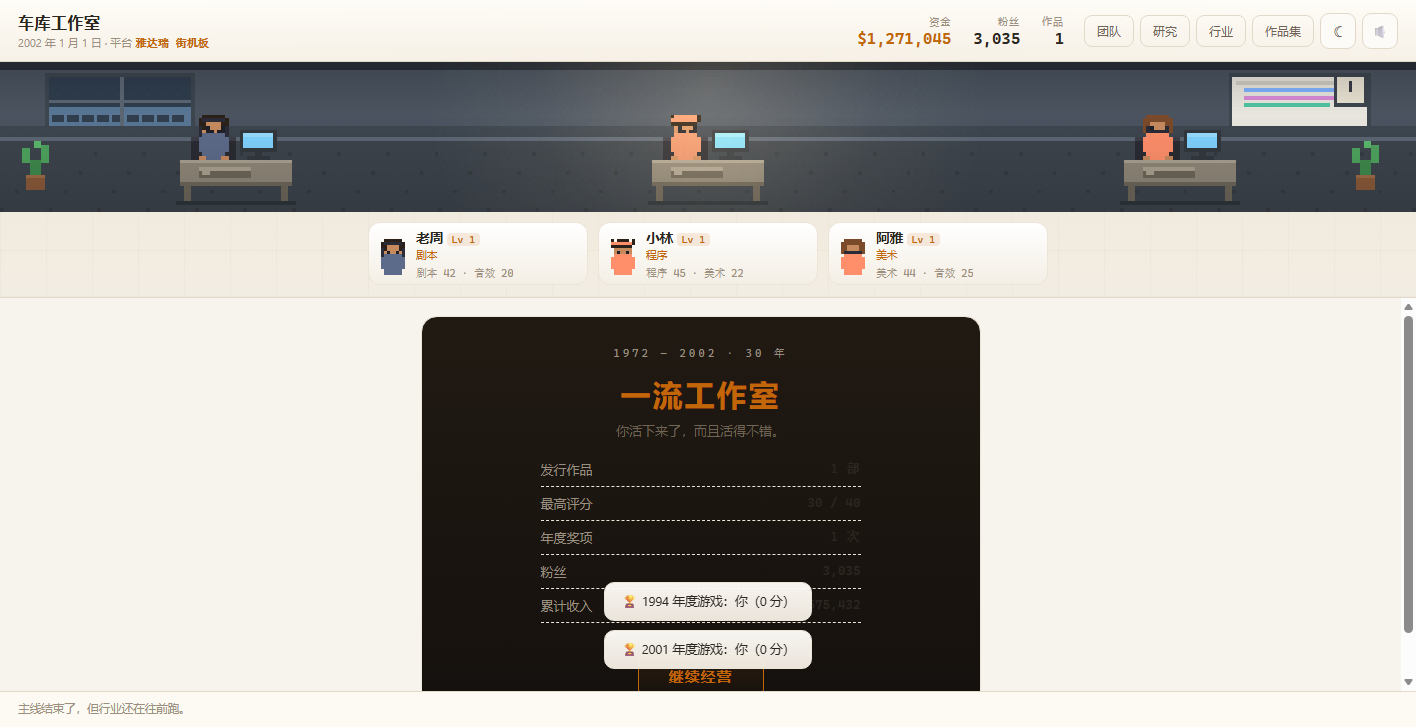 车库工作室
2002 年 1 月 1 日 · 平台 雅达瑞 街机板
资金
$1,271,045
粉丝
3,035
作品
1
团队
研究
行业
作品集
老周 Lv 1
剧本
剧本 42 · 音效 20
小林 Lv 1
程序
程序 45 · 美术 22
阿雅 Lv 1
美术
美术 44 · 音效 25
1972 — 2002 · 30 年
一流工作室
你活下来了，而且活得不错。
发行作品 1 部
最高评分 30 / 40
年度奖项 1 次
粉丝 3,035
累计收入 75,432
1994 年度游戏：你（0 分）
2001 年度游戏：你（0 分）
继续经营
主线结束了，但行业还在往前跑。